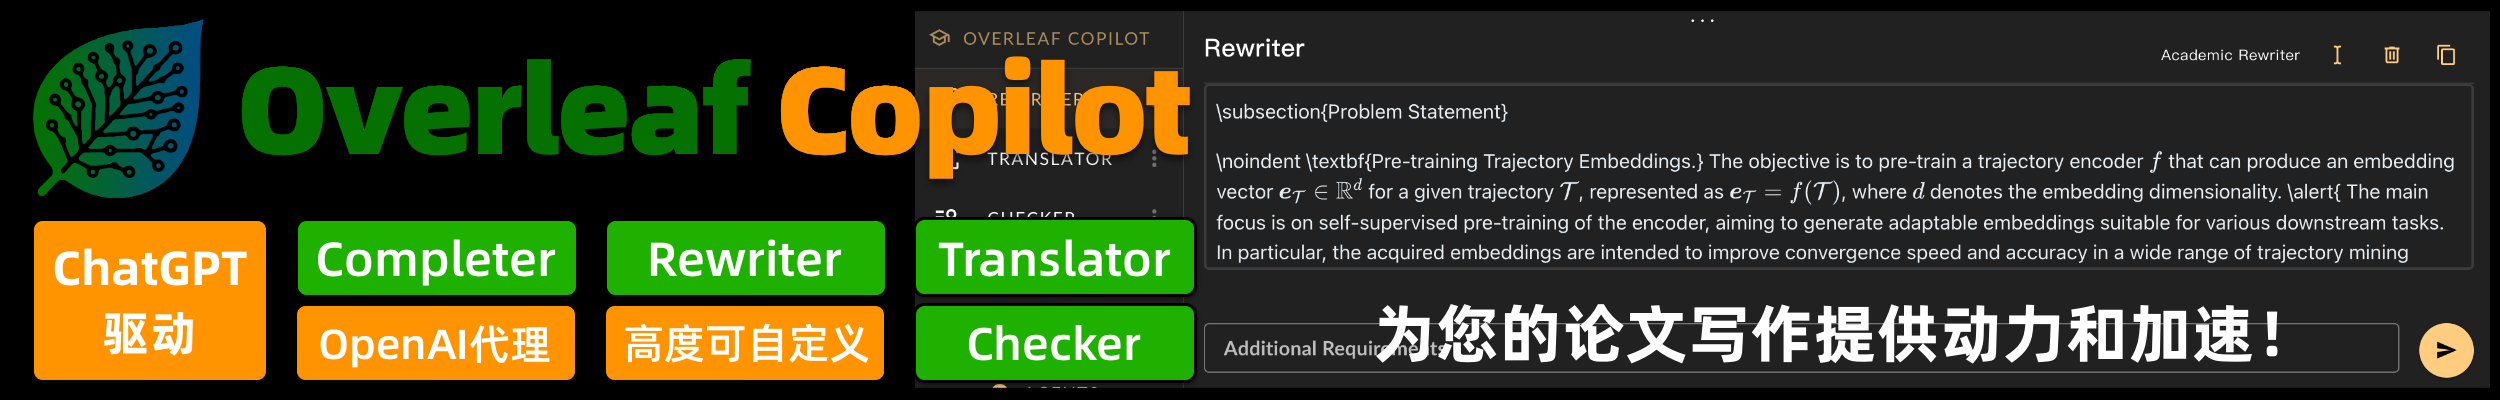 Overleaf Copilot
ChatGPT
驱动
Completer
Rewriter
Translator
OpenAI代理
高度可自定义
Checker
OVERLEAF COPILOT
TRANSLATOR
CHECKER
Rewriter
Academic Rewriter
\subsection{Problem Statement}
\noindent \textbf{Pre-training Trajectory Embeddings.} The objective is to pre-train a trajectory encoder f that can produce an embedding
vector e_𝒯 ∈ ℝ^d for a given trajectory 𝒯, represented as e_𝒯 = f(𝒯), where d denotes the embedding dimensionality. \alert{ The main
focus is on self-supervised pre-training of the encoder, aiming to generate adaptable embeddings suitable for various downstream tasks.
In particular, the acquired embeddings are intended to improve convergence speed and accuracy in a wide range of trajectory mining
Additional Requirements
为您的论文写作提供助力和加速！